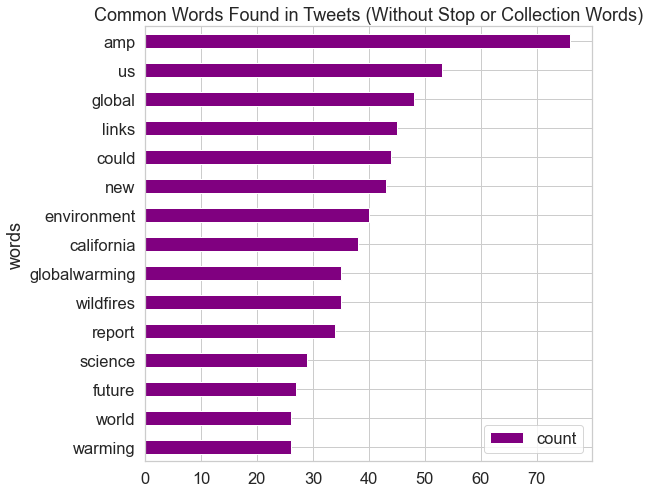 Common Words Found in Tweets (Without Stop or Collection Words)
amp
us
global
links
could
new
environment
california
globalwarming
wildfires
report
science
future
world
warming
words
count
0 10 20 30 40 50 60 70